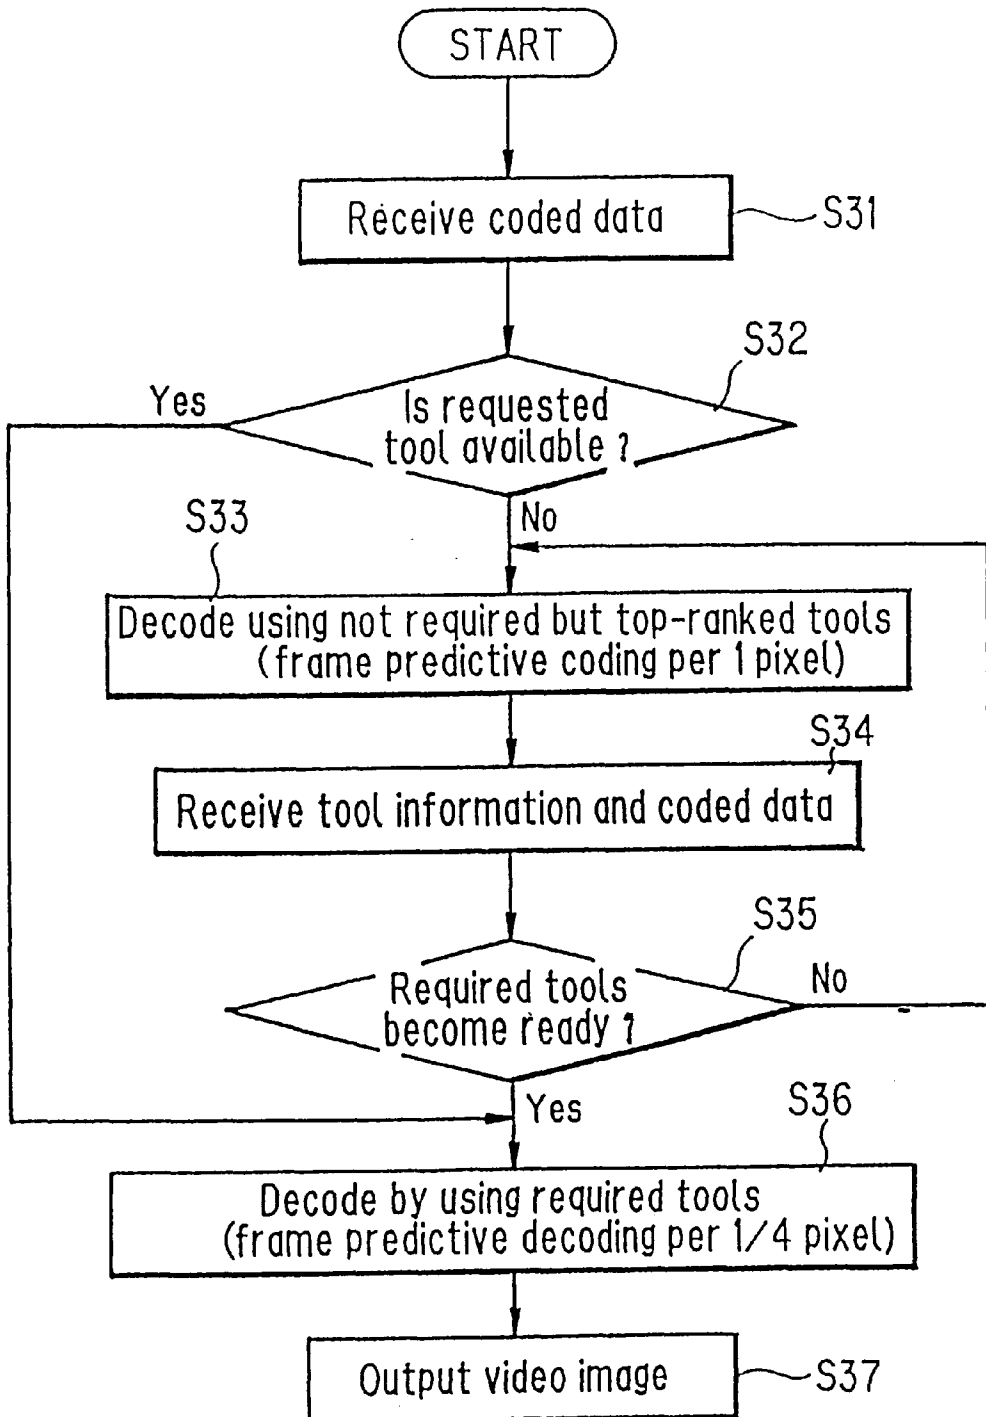 START
Receive coded data
S31
S32
Yes
Is requested
tool available ?
No
S33
Decode using not required but top-ranked tools
(frame predictive coding per 1 pixel)
S34
Receive tool information and coded data
S35
Required tools
become ready ?
No
Yes
S36
Decode by using required tools
(frame predictive decoding per 1/4 pixel)
Output video image
S37